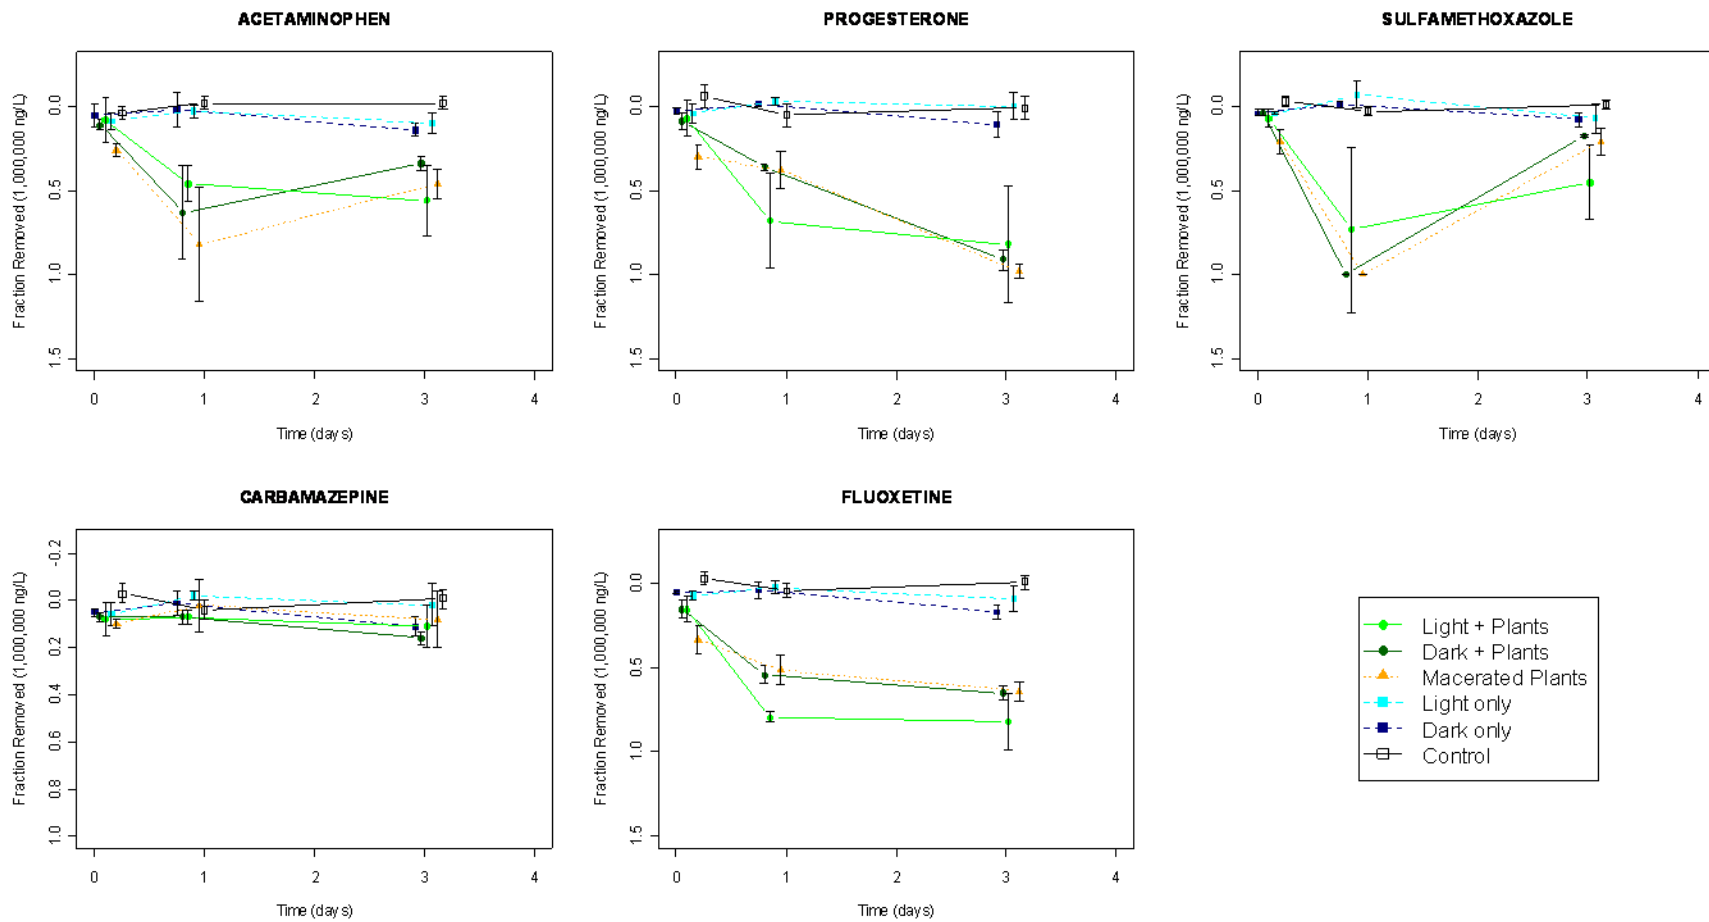 ACETAMINOPHEN
Fraction Removed (1,000,000 ng/L)
0.0
0.5
1.0
1.5
0 1 2 3 4
Time (days)
PROGESTERONE
Fraction Removed (1,000,000 ng/L)
0.0
0.5
1.0
1.5
0 1 2 3 4
Time (days)
SULFAMETHOXAZOLE
Fraction Removed (1,000,000 ng/L)
0.0
0.5
1.0
1.5
0 1 2 3 4
Time (days)
CARBAMAZEPINE
Fraction Removed (1,000,000 ng/L)
-0.2
0.0
0.2
0.4
0.6
0.8
1.0
0 1 2 3 4
Time (days)
FLUOXETINE
Fraction Removed (1,000,000 ng/L)
0.0
0.5
1.0
1.5
0 1 2 3 4
Time (days)
Light + Plants
Dark + Plants
Macerated Plants
Light only
Dark only
Control